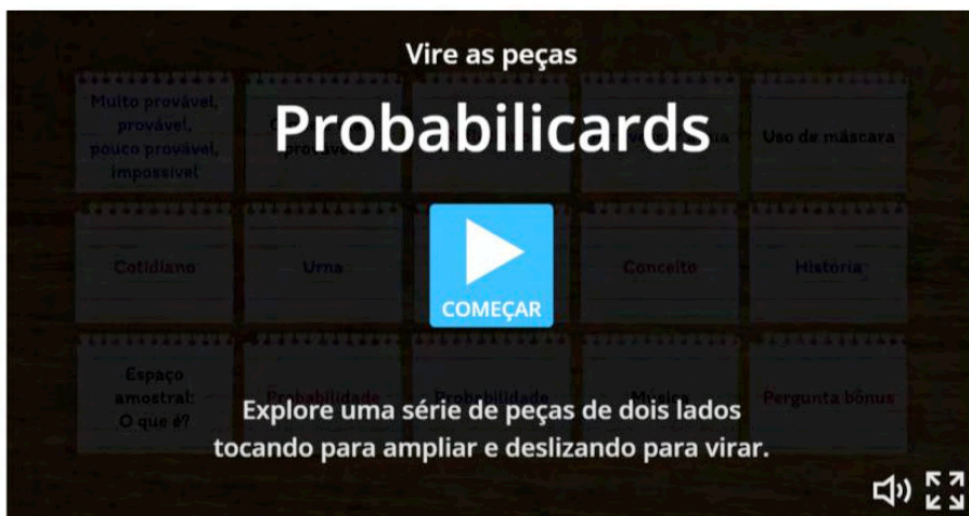 Vire as peças
Probabilicards
Muito provável,
provável,
pouco provável,
impossível
Uso de máscara
Cotidiano
Urna
COMEÇAR
Conceito
História
Espaço
amostral:
O que é?
Probabilidade
Probabilidade
Música
Pergunta bônus
Explore uma série de peças de dois lados
tocando para ampliar e deslizando para virar.